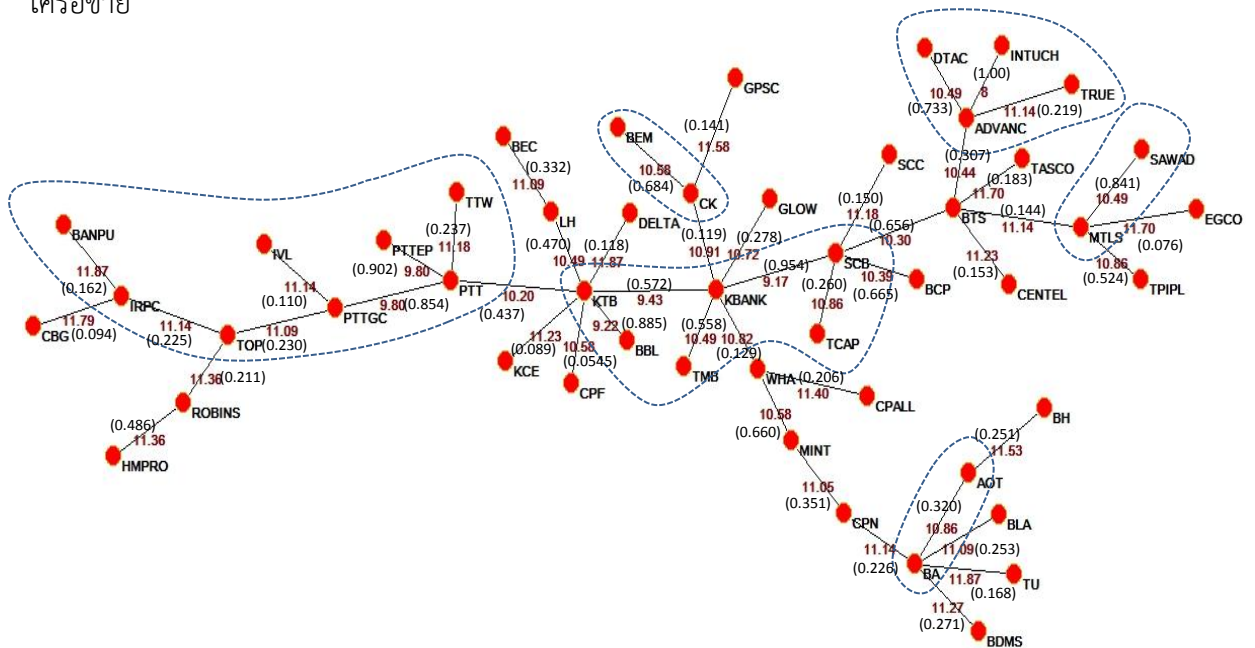 เครือข่าย
DTAC
INTUCH
(1.00)
10.49
8
TRUE
(0.733)
11.14
(0.219)
ADVANC
GPSC
(0.141)
11.58
BEM
10.58
(0.684)
CK
BEC
(0.332)
11.09
LH
(0.307)
10.44
TASCO
(0.183)
11.70
SAWAD
(0.841)
10.49
SCC
(0.150)
11.18
(0.656)
10.30
BTS
(0.144)
11.14
MTLS
11.70
(0.076)
EGCO
10.86
(0.524)
TPIPL
11.23
(0.153)
CENTEL
TTW
(0.237)
11.18
PTTEP
(0.902)
9.80
PTT
DELTA
(0.470)
10.49
(0.118)
11.87
(0.119)
10.91
GLOW
(0.278)
10.72
SCB
(0.954)
9.17
(0.260)
10.86
10.39
(0.665)
BCP
TCAP
BANPU
11.87
(0.162)
IRPC
CBG
11.79
(0.094)
11.14
(0.225)
TOP
IVL
11.14
(0.110)
PTTGC
9.80
(0.854)
11.09
(0.230)
10.20
(0.437)
KTB
(0.572)
9.43
KBANK
9.22
(0.885)
BBL
11.23
(0.089)
KCE
10.58
(0.0545)
CPF
(0.558)
10.49
TMB
10.82
(0.129)
WHA
(0.206)
11.40
CPALL
11.36
(0.211)
ROBINS
(0.486)
11.36
HMPRO
10.58
(0.660)
MINT
11.05
(0.351)
CPN
11.14
(0.226)
BA
BH
(0.251)
11.53
AOT
(0.320)
10.86
BLA
11.09
(0.253)
11.87
(0.168)
TU
11.27
(0.271)
BDMS